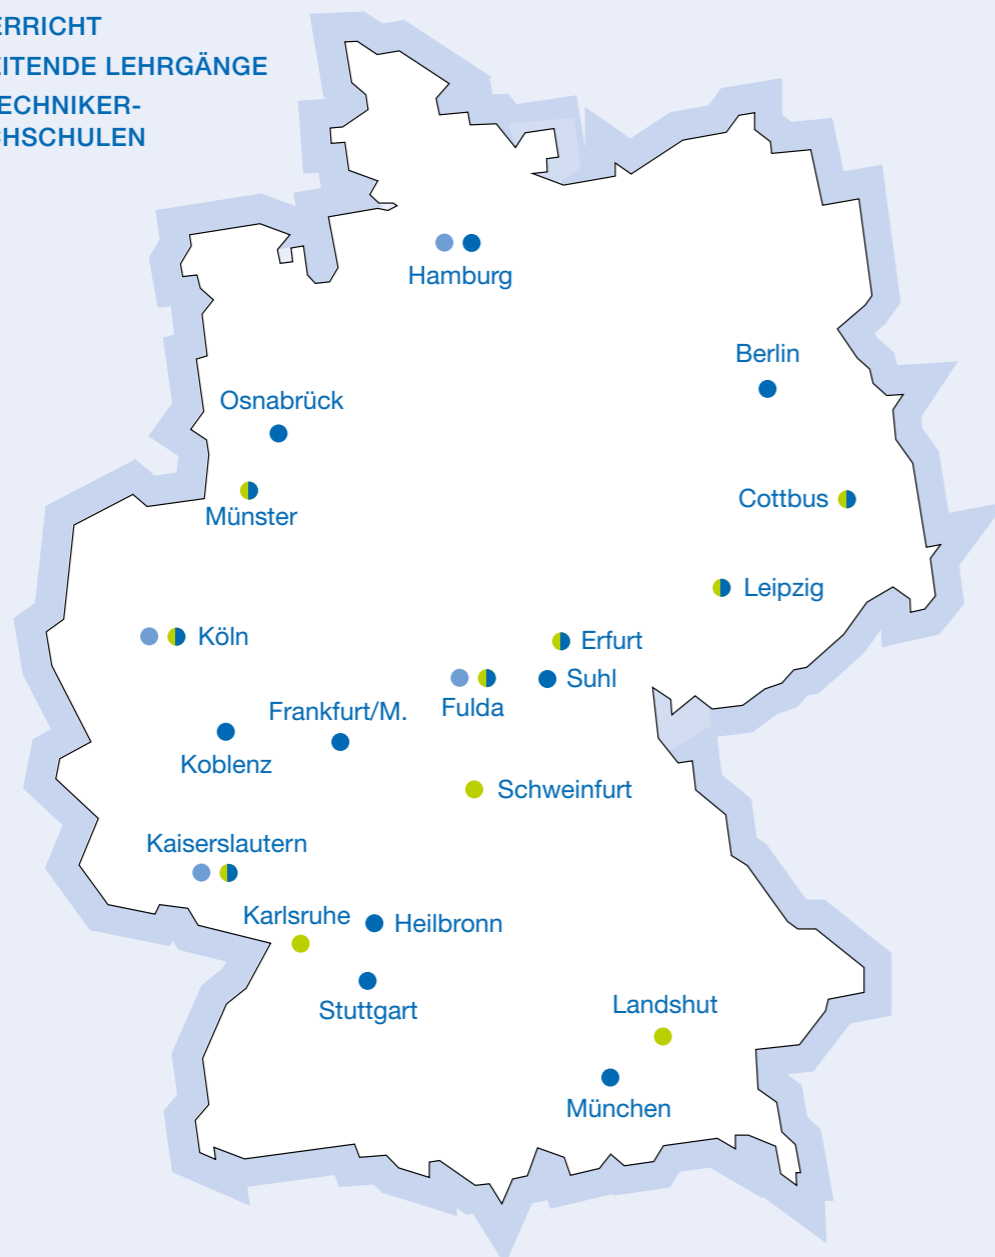 ERRICHT
EITENDE LEHRGÄNGE
ECHNIKER-
HSCHULEN
Hamburg
Berlin
Osnabrück
Münster
Cottbus
Leipzig
Köln
Erfurt
Suhl
Fulda
Frankfurt/M.
Koblenz
Schweinfurt
Kaiserslautern
Karlsruhe
Heilbronn
Stuttgart
Landshut
München